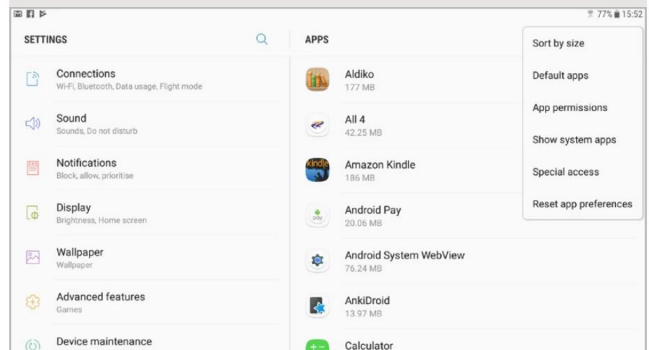 77% 15:52
SETTINGS
Connections
Wi-Fi, Bluetooth, Data usage, Flight mode
Sound
Sounds, Do not disturb
Notifications
Block, allow, prioritise
Display
Brightness, Home screen
Wallpaper
Wallpaper
Advanced features
Games
Device maintenance
APPS
Aldiko
177 MB
All 4
42.25 MB
kindle
Amazon Kindle
186 MB
pay
Android Pay
20.06 MB
Android System WebView
76.24 MB
AnkiDroid
13.97 MB
Calculator
Sort by size
Default apps
App permissions
Show system apps
Special access
Reset app preferences